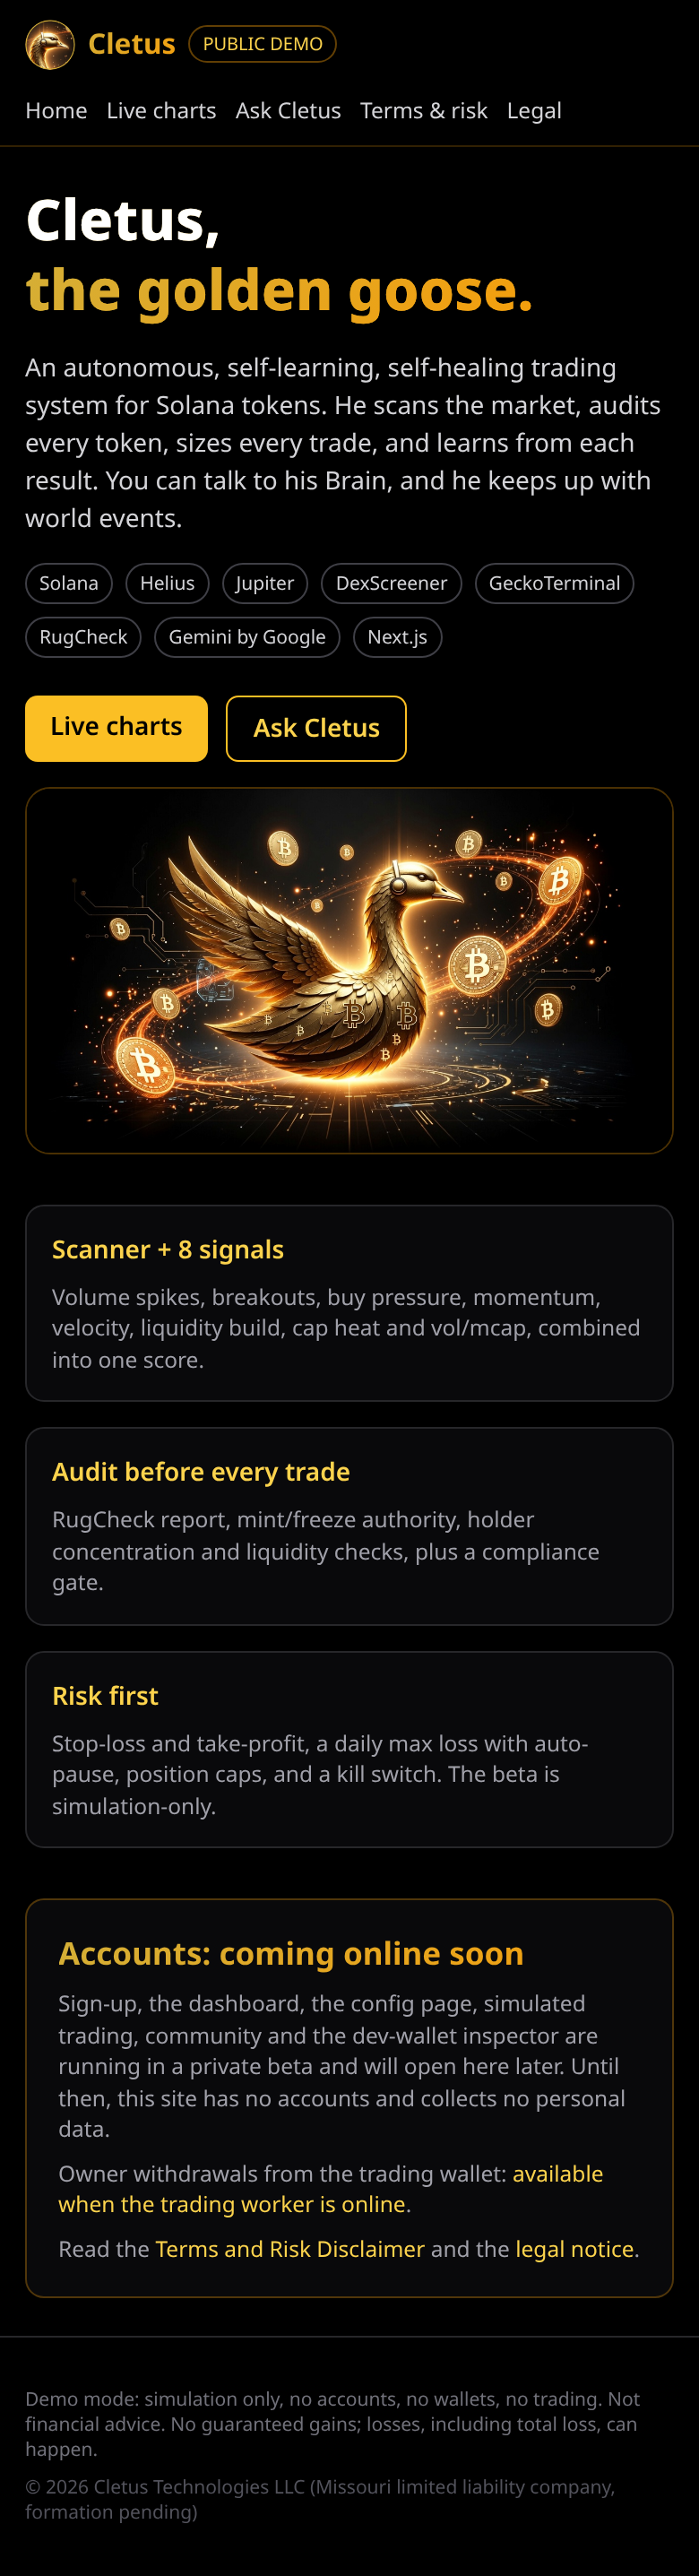 Cletus
PUBLIC DEMO
Home Live charts Ask Cletus Terms & risk Legal
Cletus,
the golden goose.
An autonomous, self-learning, self-healing trading
system for Solana tokens. He scans the market, audits
every token, sizes every trade, and learns from each
result. You can talk to his Brain, and he keeps up with
world events.
Solana Helius Jupiter DexScreener GeckoTerminal
RugCheck Gemini by Google Next.js
Live charts Ask Cletus
Scanner + 8 signals
Volume spikes, breakouts, buy pressure, momentum,
velocity, liquidity build, cap heat and vol/mcap, combined
into one score.
Audit before every trade
RugCheck report, mint/freeze authority, holder
concentration and liquidity checks, plus a compliance
gate.
Risk first
Stop-loss and take-profit, a daily max loss with auto-
pause, position caps, and a kill switch. The beta is
simulation-only.
Accounts: coming online soon
Sign-up, the dashboard, the config page, simulated
trading, community and the dev-wallet inspector are
running in a private beta and will open here later. Until
then, this site has no accounts and collects no personal
data.
Owner withdrawals from the trading wallet: available
when the trading worker is online.
Read the Terms and Risk Disclaimer and the legal notice.
Demo mode: simulation only, no accounts, no wallets, no trading. Not
financial advice. No guaranteed gains; losses, including total loss, can
happen.
© 2026 Cletus Technologies LLC (Missouri limited liability company,
formation pending)